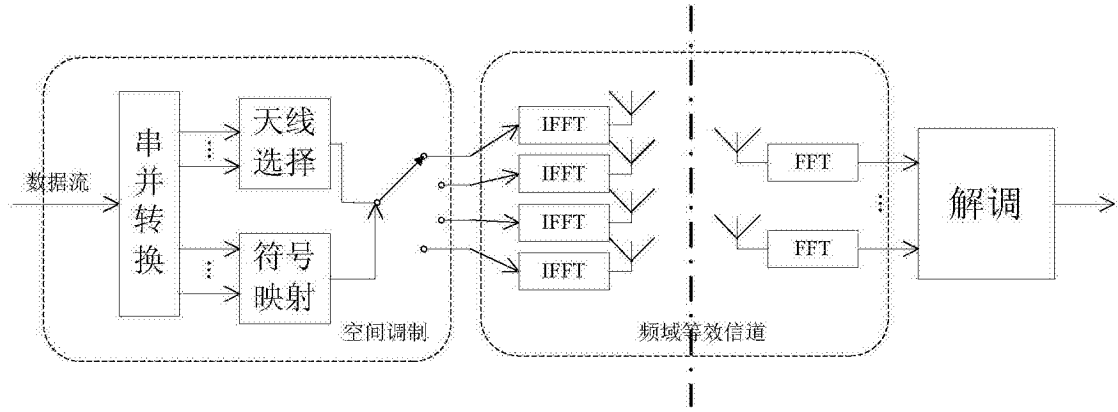 数据流
串并转换
天线
选择
符号
映射
空间调制
IFFT
IFFT
IFFT
IFFT
FFT
FFT
频域等效信道
解调